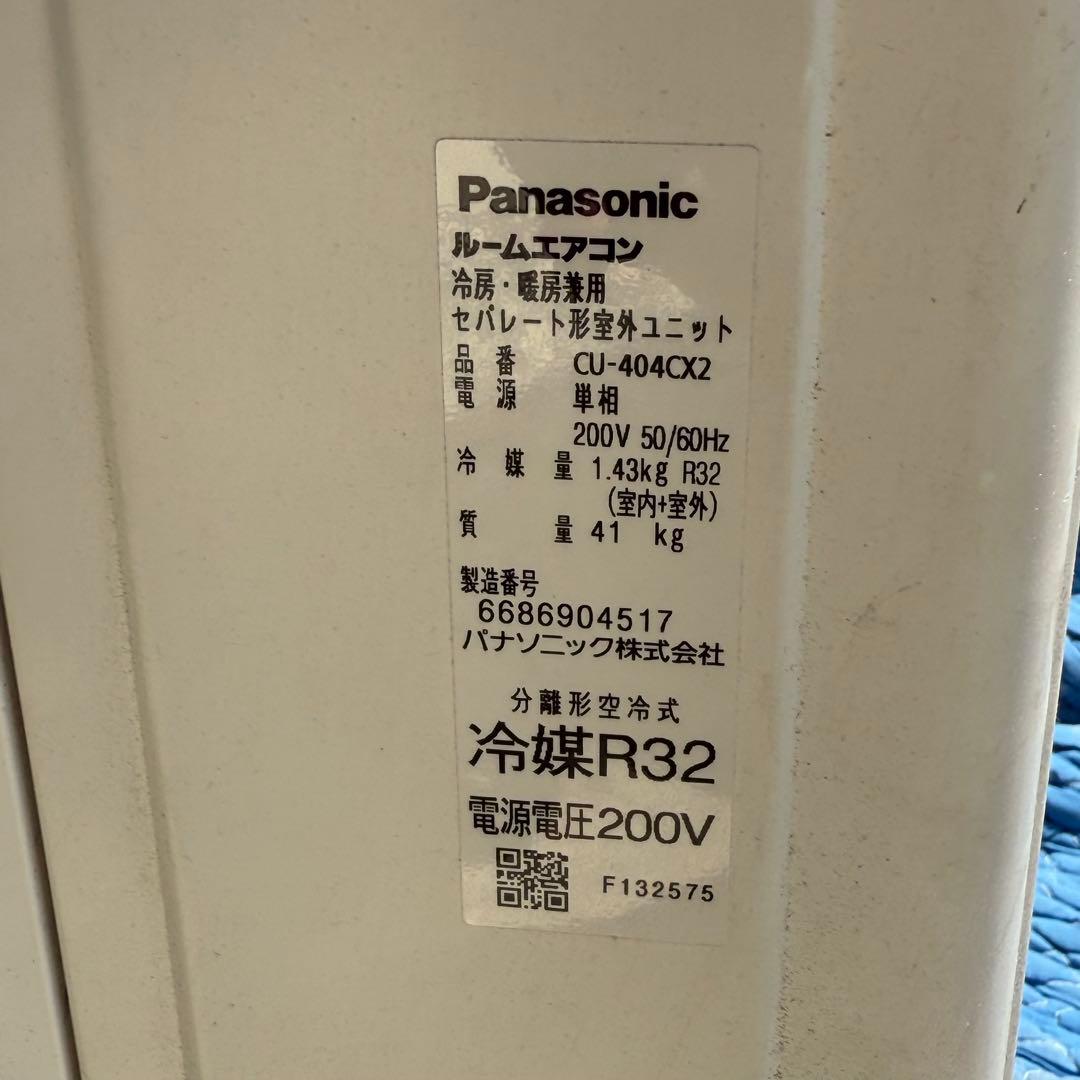 Panasonic
ルームエアコン
冷房・暖房兼用
セパレート形室外ユニット
品番 CU-404CX2
電源 単相
200V 50/60Hz
冷媒量 1.43kg R32
(室内+室外)
質量 41 kg
製造番号
6686904517
パナソニック株式会社
分離形空冷式
冷媒R32
電源電圧200V
F132575